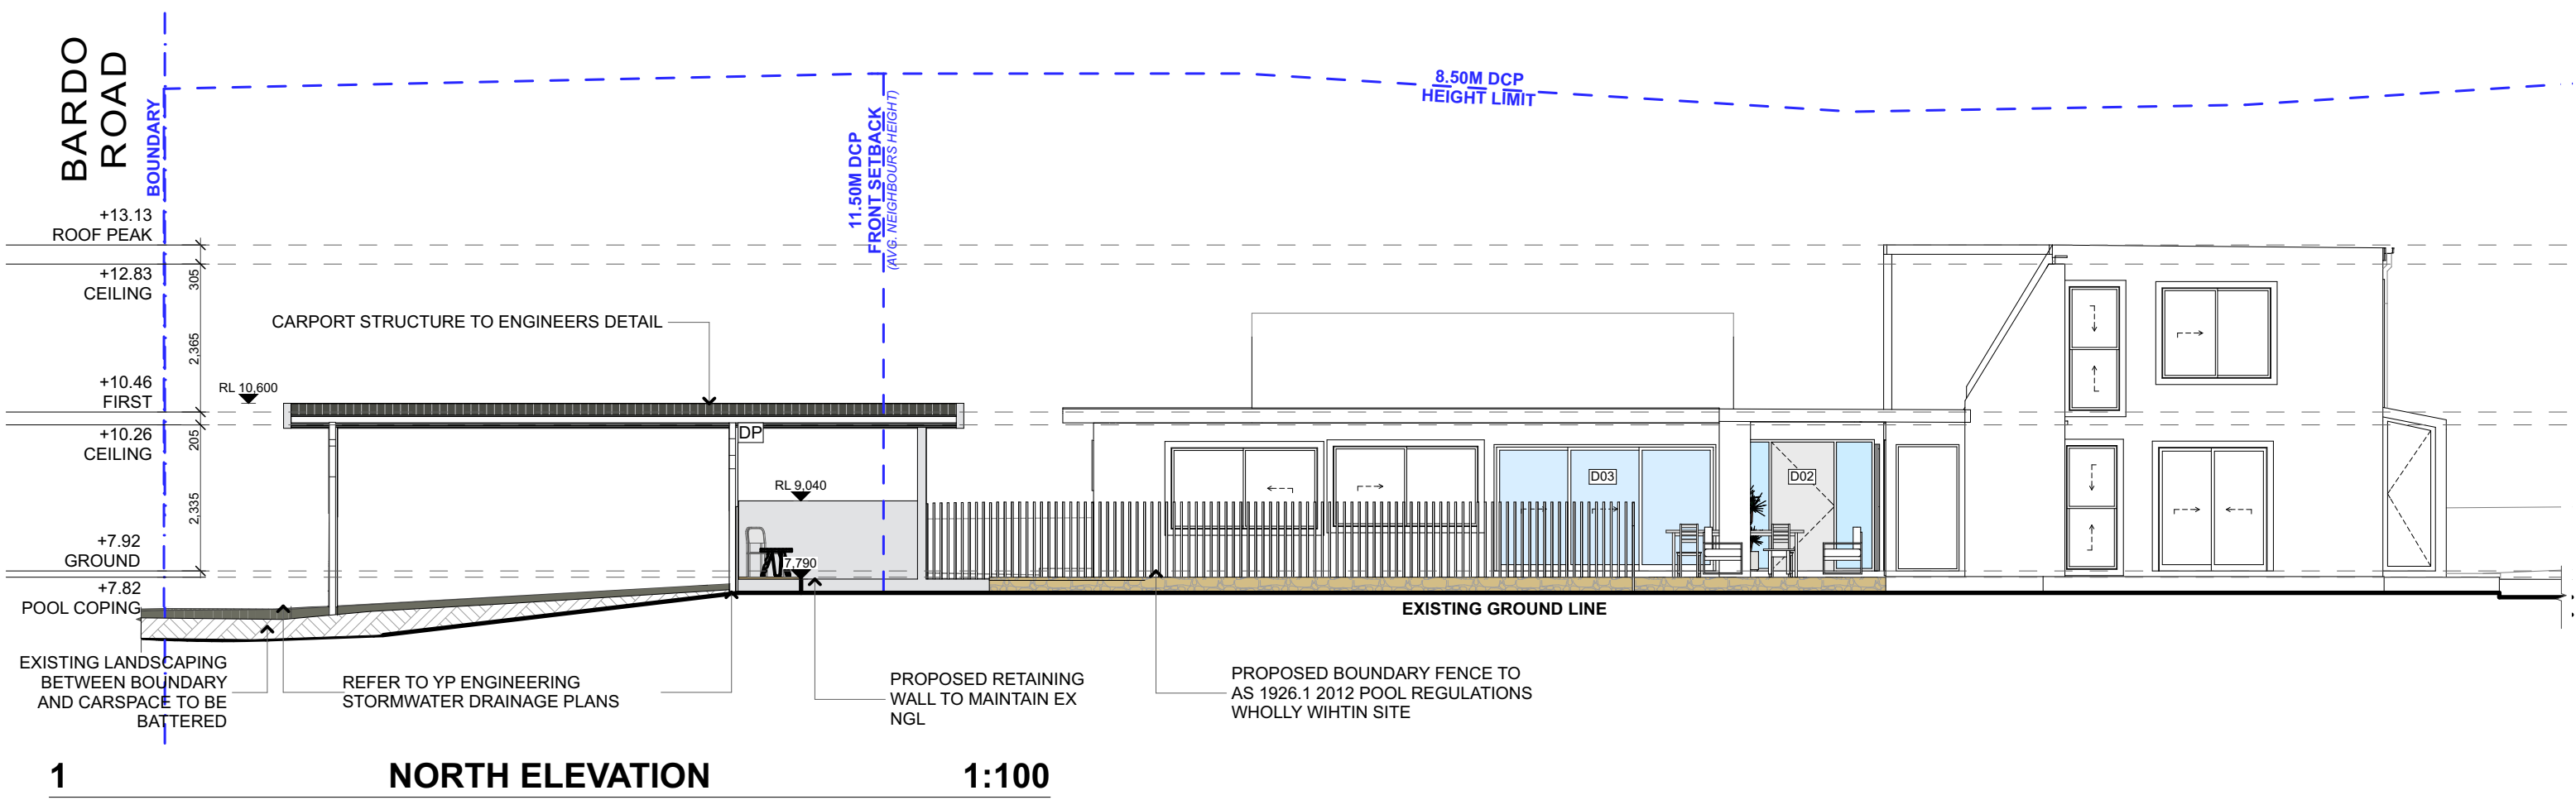 BARDO
ROAD
BOUNDARY
8.50M DCP
HEIGHT LIMIT
11.50M DCP
FRONT SETBACK
(AVG. NEIGHBOURS HEIGHT)
+13.13
ROOF PEAK
305
+12.83
CEILING
2,365
CARPORT STRUCTURE TO ENGINEERS DETAIL
+10.46
FIRST
RL 10,600
205
+10.26
CEILING
DP
2,335
RL 9,040
D03
D02
+7.92
GROUND
7,790
+7.82
POOL COPING
EXISTING GROUND LINE
EXISTING LANDSCAPING
BETWEEN BOUNDARY
AND CARSPACE TO BE
BATTERED
REFER TO YP ENGINEERING
STORMWATER DRAINAGE PLANS
PROPOSED RETAINING
WALL TO MAINTAIN EX
NGL
PROPOSED BOUNDARY FENCE TO
AS 1926.1 2012 POOL REGULATIONS
WHOLLY WIHTIN SITE
1 NORTH ELEVATION 1:100